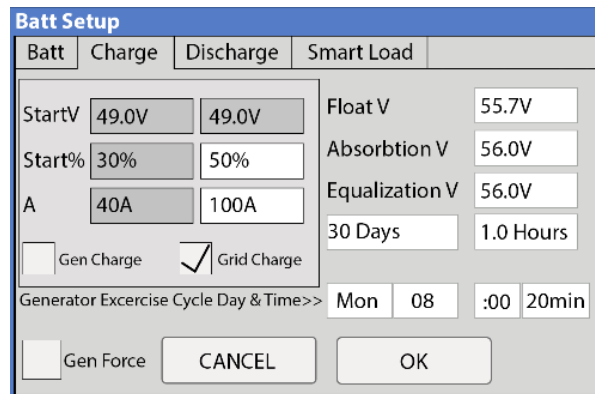 Batt Setup
Batt Charge Discharge Smart Load
StartV 49.0V 49.0V
Start% 30% 50%
A 40A 100A
Gen Charge Grid Charge
Float V 55.7V
Absorbtion V 56.0V
Equalization V 56.0V
30 Days 1.0 Hours
Generator Excercise Cycle Day & Time>> Mon 08 :00 20min
Gen Force CANCEL OK